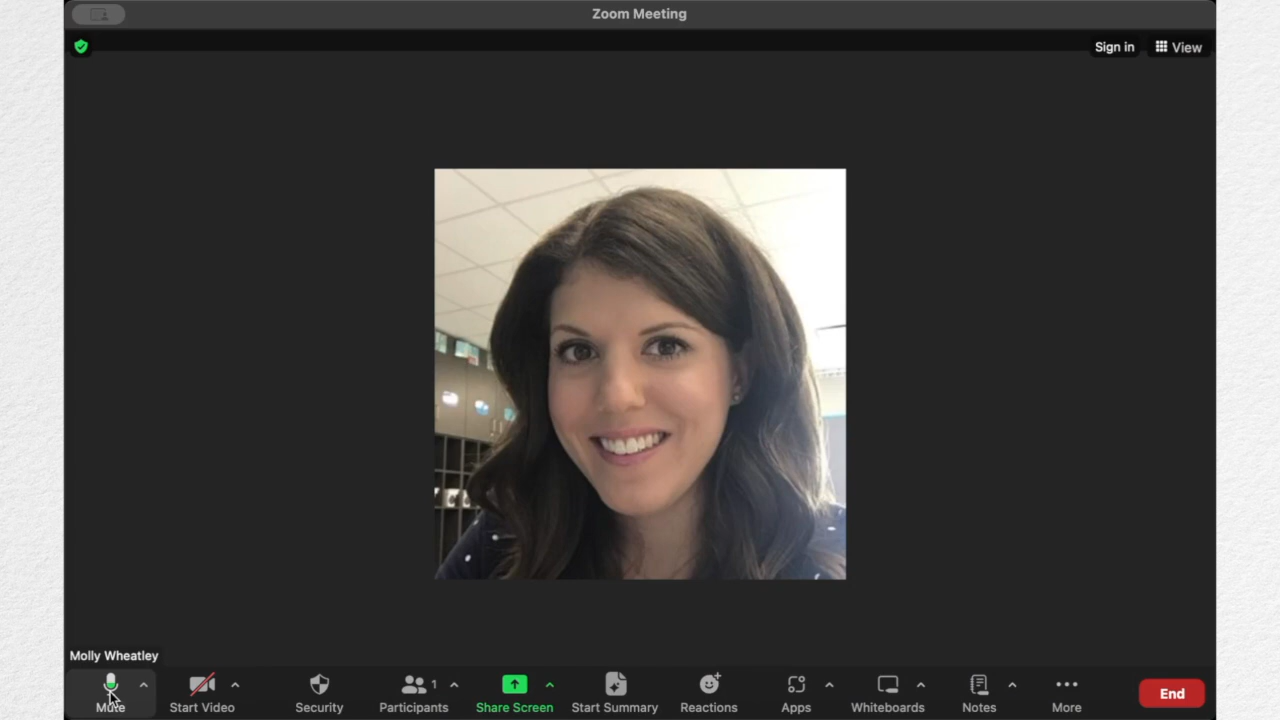 Zoom Meeting
Sign in
View
Molly Wheatley
Mute
Start Video
Security
Participants
1
Share Screen
Start Summary
Reactions
Apps
Whiteboards
Notes
More
End